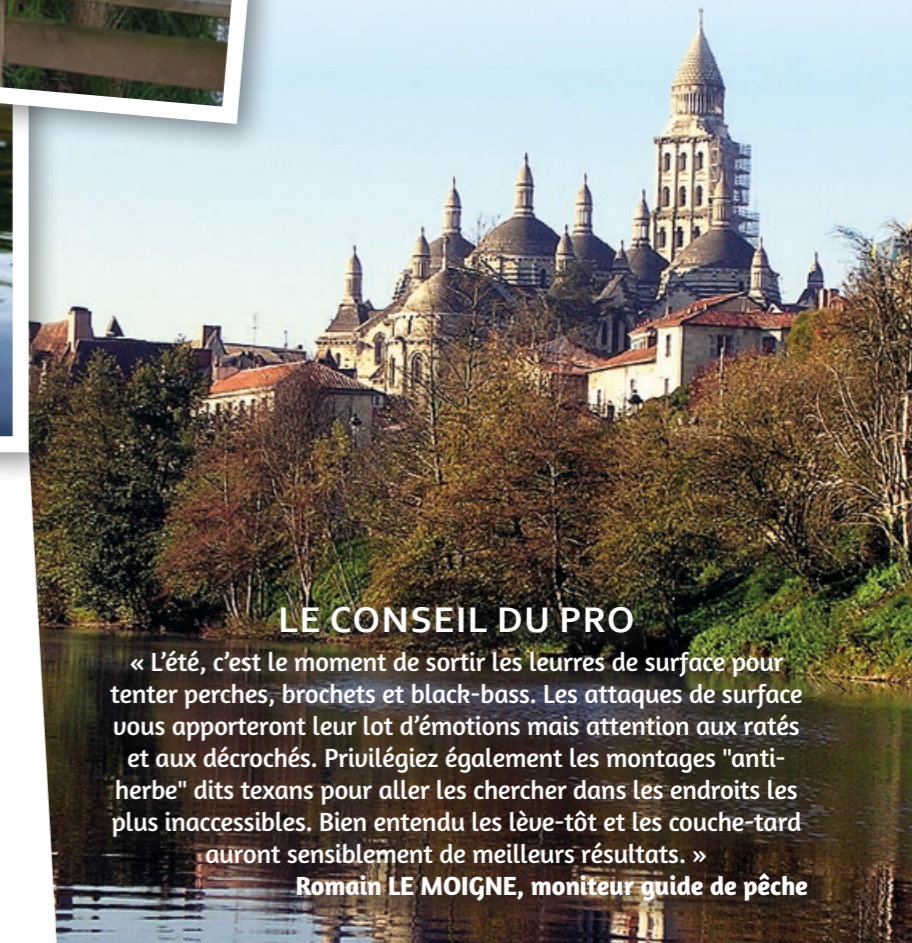 LE CONSEIL DU PRO
« L’été, c’est le moment de sortir les leurres de surface pour
tenter perches, brochets et black-bass. Les attaques de surface
vous apporteront leur lot d’émotions mais attention aux ratés
et aux décrochés. Privilégiez également les montages "anti-
herbe" dits texans pour aller les chercher dans les endroits les
plus inaccessibles. Bien entendu les lève-tôt et les couche-tard
auront sensiblement de meilleurs résultats. »
Romain LE MOIGNE, moniteur guide de pêche